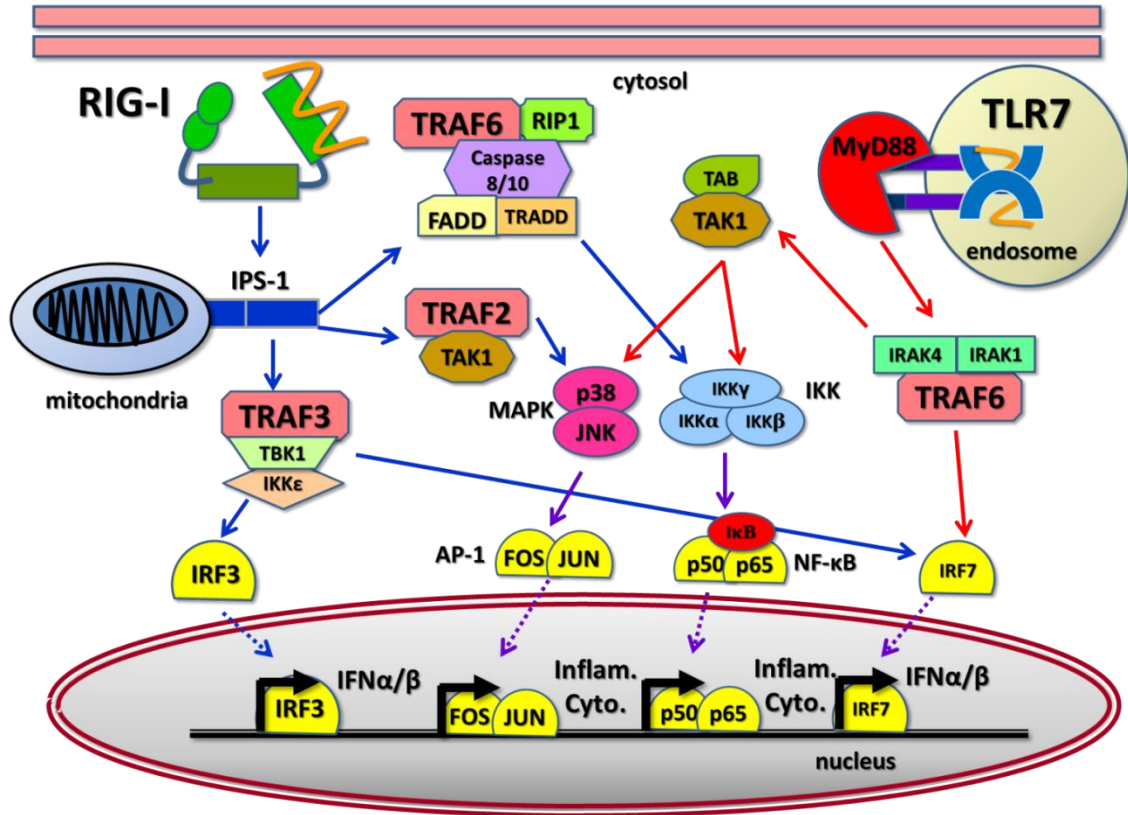 cytosol
RIG-I
TRAF6
RIP1
Caspase
8/10
FADD
TRADD
TAB
TAK1
MyD88
TLR7
endosome
IPS-1
mitochondria
TRAF2
TAK1
TRAF3
TBK1
IKKε
MAPK
p38
JNK
IKKγ
IKKα
IKKβ
IKK
IRAK4
IRAK1
TRAF6
IRF3
AP-1
FOS
JUN
IκB
p50
p65
NF-κB
IRF7
IFNα/β
IRF3
FOS
JUN
Inflam.
Cyto.
p50
p65
Inflam.
Cyto.
IFNα/β
IRF7
nucleus